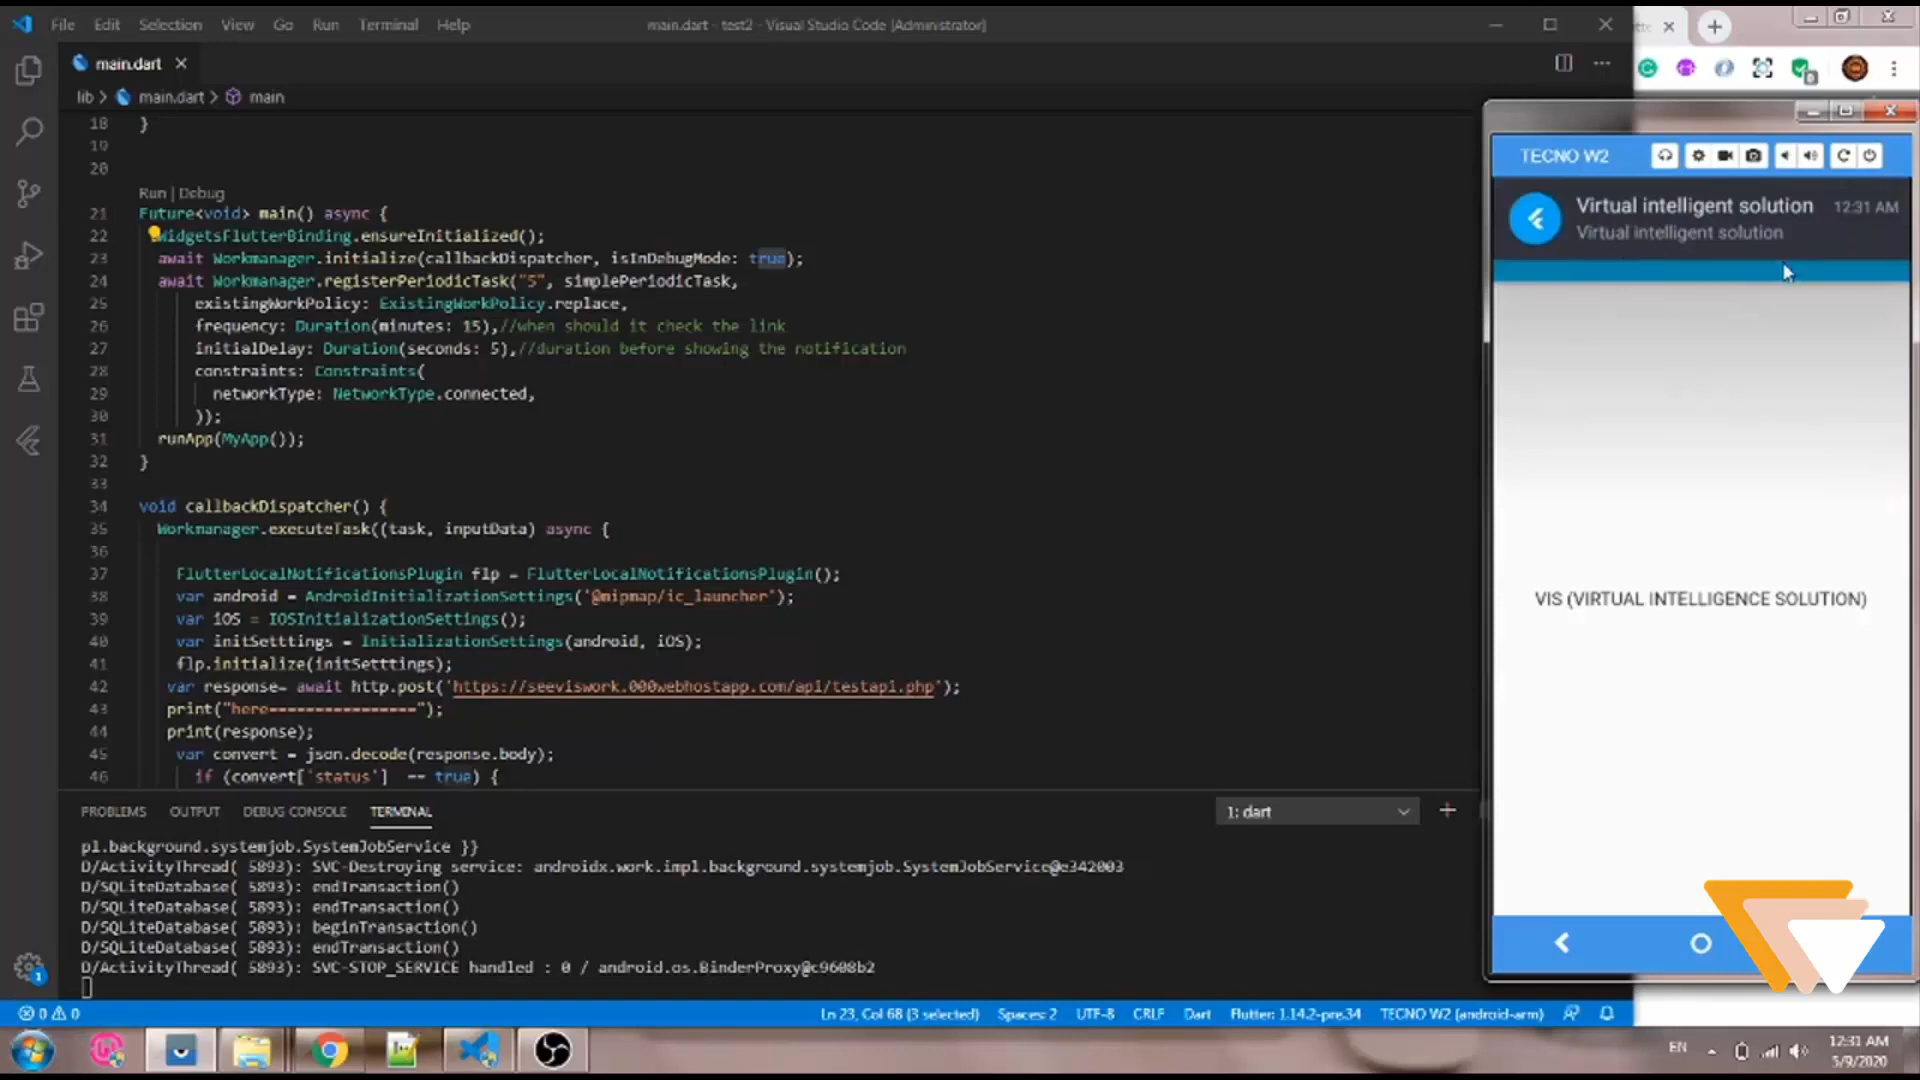 File Edit Selection View Go Run Terminal Help
main.dart - test2 - Visual Studio Code [Administrator]
main.dart
lib > main.dart > main
18 }
19
20
Run | Debug
21 Future<void> main() async {
22 WidgetsFlutterBinding.ensureInitialized();
23 await Workmanager.initialize(callbackDispatcher, isInDebugMode: true);
24 await Workmanager.registerPeriodicTask("5", simplePeriodicTask,
25 existingWorkPolicy: ExistingWorkPolicy.replace,
26 frequency: Duration(minutes: 15),//when should it check the link
27 initialDelay: Duration(seconds: 5),//duration before showing the notification
28 constraints: Constraints(
29 networkType: NetworkType.connected,
30 ));
31 runApp(MyApp());
32 }
33
34 void callbackDispatcher() {
35 Workmanager.executeTask((task, inputData) async {
36
37 FlutterLocalNotificationsPlugin flp = FlutterLocalNotificationsPlugin();
38 var android = AndroidInitializationSettings('@mipmap/ic_launcher');
39 var iOS = IOSInitializationSettings();
40 var initSetttings = InitializationSettings(android, iOS);
41 flp.initialize(initSetttings);
42 var response= await http.post('https://seeviswork.000webhostapp.com/api/testapi.php');
43 print("here================");
44 print(response);
45 var convert = json.decode(response.body);
46 if (convert['status'] == true) {
PROBLEMS OUTPUT DEBUG CONSOLE TERMINAL
1: dart
pl.background.systemjob.SystemJobService }}
D/ActivityThread( 5893): SVC-Destroying service: androidx.work.impl.background.systemjob.SystemJobService@e342003
D/SQLiteDatabase( 5893): endTransaction()
D/SQLiteDatabase( 5893): endTransaction()
D/SQLiteDatabase( 5893): beginTransaction()
D/SQLiteDatabase( 5893): endTransaction()
D/ActivityThread( 5893): SVC-STOP_SERVICE handled : 0 / android.os.BinderProxy@c9608b2
0 0
Ln 23, Col 68 (3 selected) Spaces: 2 UTF-8 CRLF Dart Flutter: 1.14.2-pre.34 TECNO W2 (android-arm)
TECNO W2
Virtual intelligent solution 12:31 AM
Virtual intelligent solution
VIS (VIRTUAL INTELLIGENCE SOLUTION)
EN
12:31 AM
5/9/2020